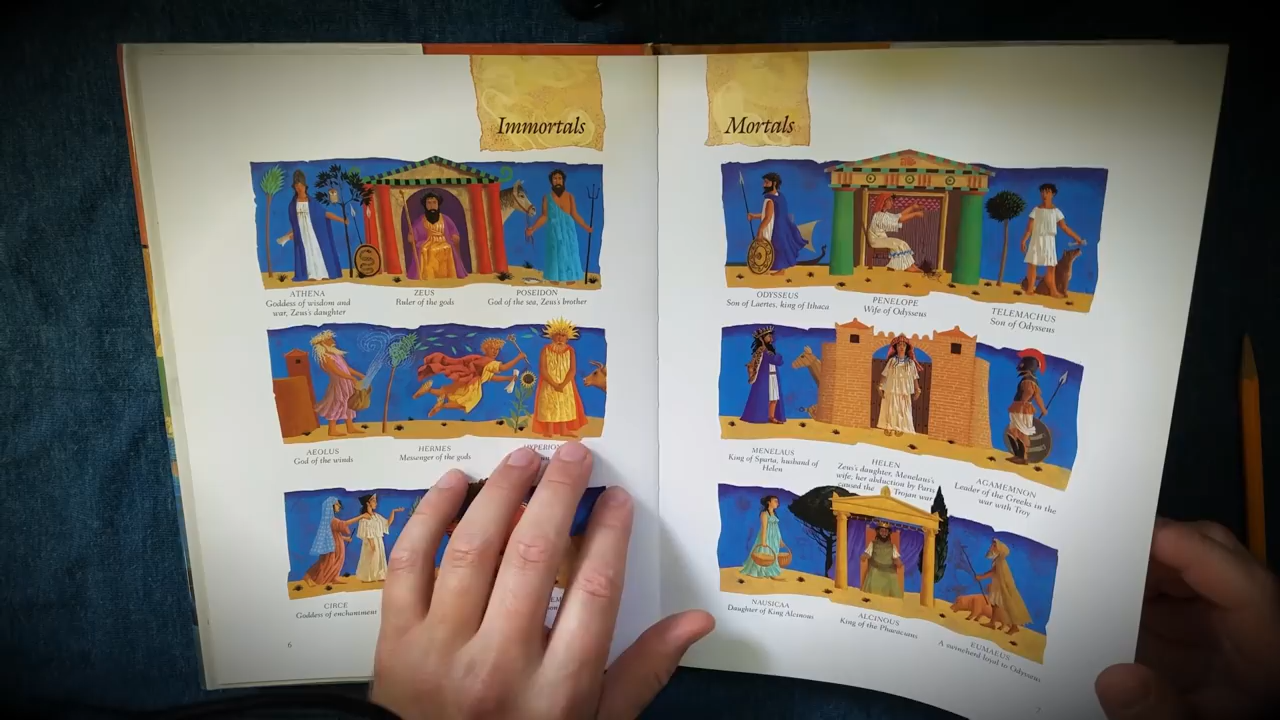 Immortals
ATHENA
Goddess of wisdom and
war, Zeus's daughter
ZEUS
Ruler of the gods
POSEIDON
God of the sea, Zeus's brother
AEOLUS
God of the winds
HERMES
Messenger of the gods
HYPERION
CIRCE
Goddess of enchantment
6
Mortals
ODYSSEUS
Son of Laertes, king of Ithaca
PENELOPE
Wife of Odysseus
TELEMACHUS
Son of Odysseus
MENELAUS
King of Sparta, husband of
Helen
HELEN
Zeus's daughter, Menelaus's
wife; her abduction by Paris
caused the Trojan war
AGAMEMNON
Leader of the Greeks in the
war with Troy
NAUSICAA
Daughter of King Alcinous
ALCINOUS
King of the Phaeacians
EUMAEUS
A swineherd loyal to Odysseus
7